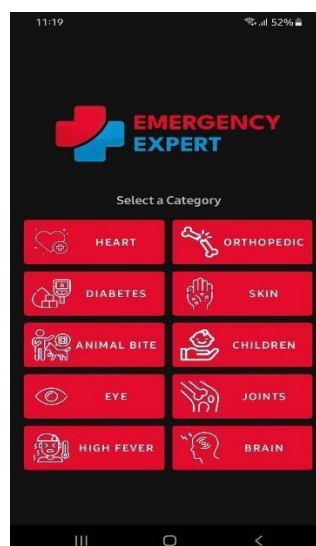 11:19 52%
EMERGENCY
EXPERT
Select a Category
HEART ORTHOPEDIC
DIABETES SKIN
ANIMAL BITE CHILDREN
EYE JOINTS
HIGH FEVER BRAIN